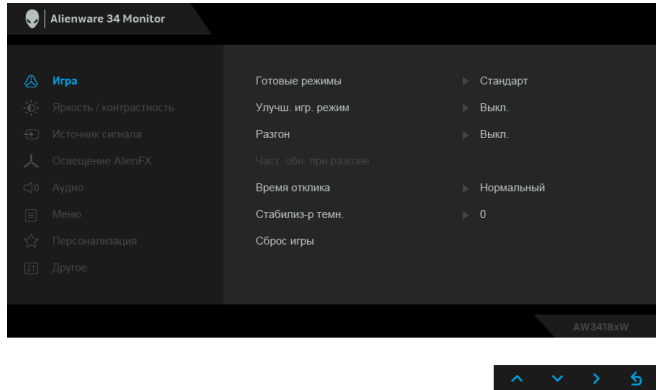 Alienware 34 Monitor
Игра
Готовые режимы Стандарт
Яркость / контрастность
Улучш. игр. режим Выкл.
Источник сигнала
Разгон Выкл.
Освещение AlienFX
Част. обн. при разгоне
Аудио
Время отклика Нормальный
Меню
Стабилиз-р темн. 0
Персонализация
Сброс игры
Другое
AW3418xW